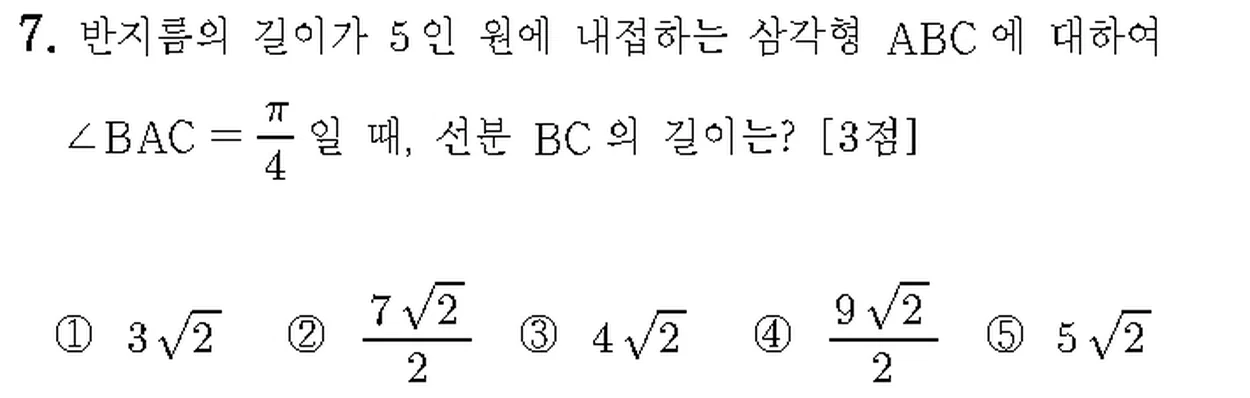 7. 반지름의 길이가 5인 원에 내접하는 삼각형 ABC에 대하여
∠BAC = π/4 일 때, 선분 BC의 길이는? [3점]
① 3√2 ② 7√2/2 ③ 4√2 ④ 9√2/2 ⑤ 5√2